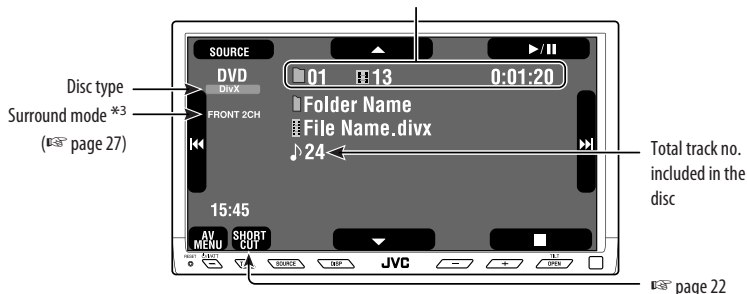 SOURCE
DVD
DivX
01 13 0:01:20
Disc type
Surround mode *3
(☞ page 27)
FRONT 2CH
Folder Name
File Name.divx
24
Total track no.
included in the
disc
15:45
AV
MENU
SHORT
CUT
RESET
SOURCE
DISP
JVC
TILT
OPEN
☞ page 22